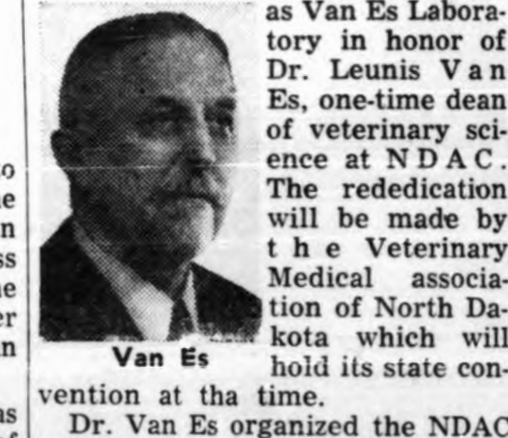 as Van Es Labora-
tory in honor of
Dr. Leunis Van
Es, one-time dean
of veterinary sci-
ence at NDAC.
The rededication
will be made by
the Veterinary
Medical associa-
tion of North Da-
kota which will
hold its state con-
vention at tha time.
Dr. Van Es organized the NDAC
Van Es